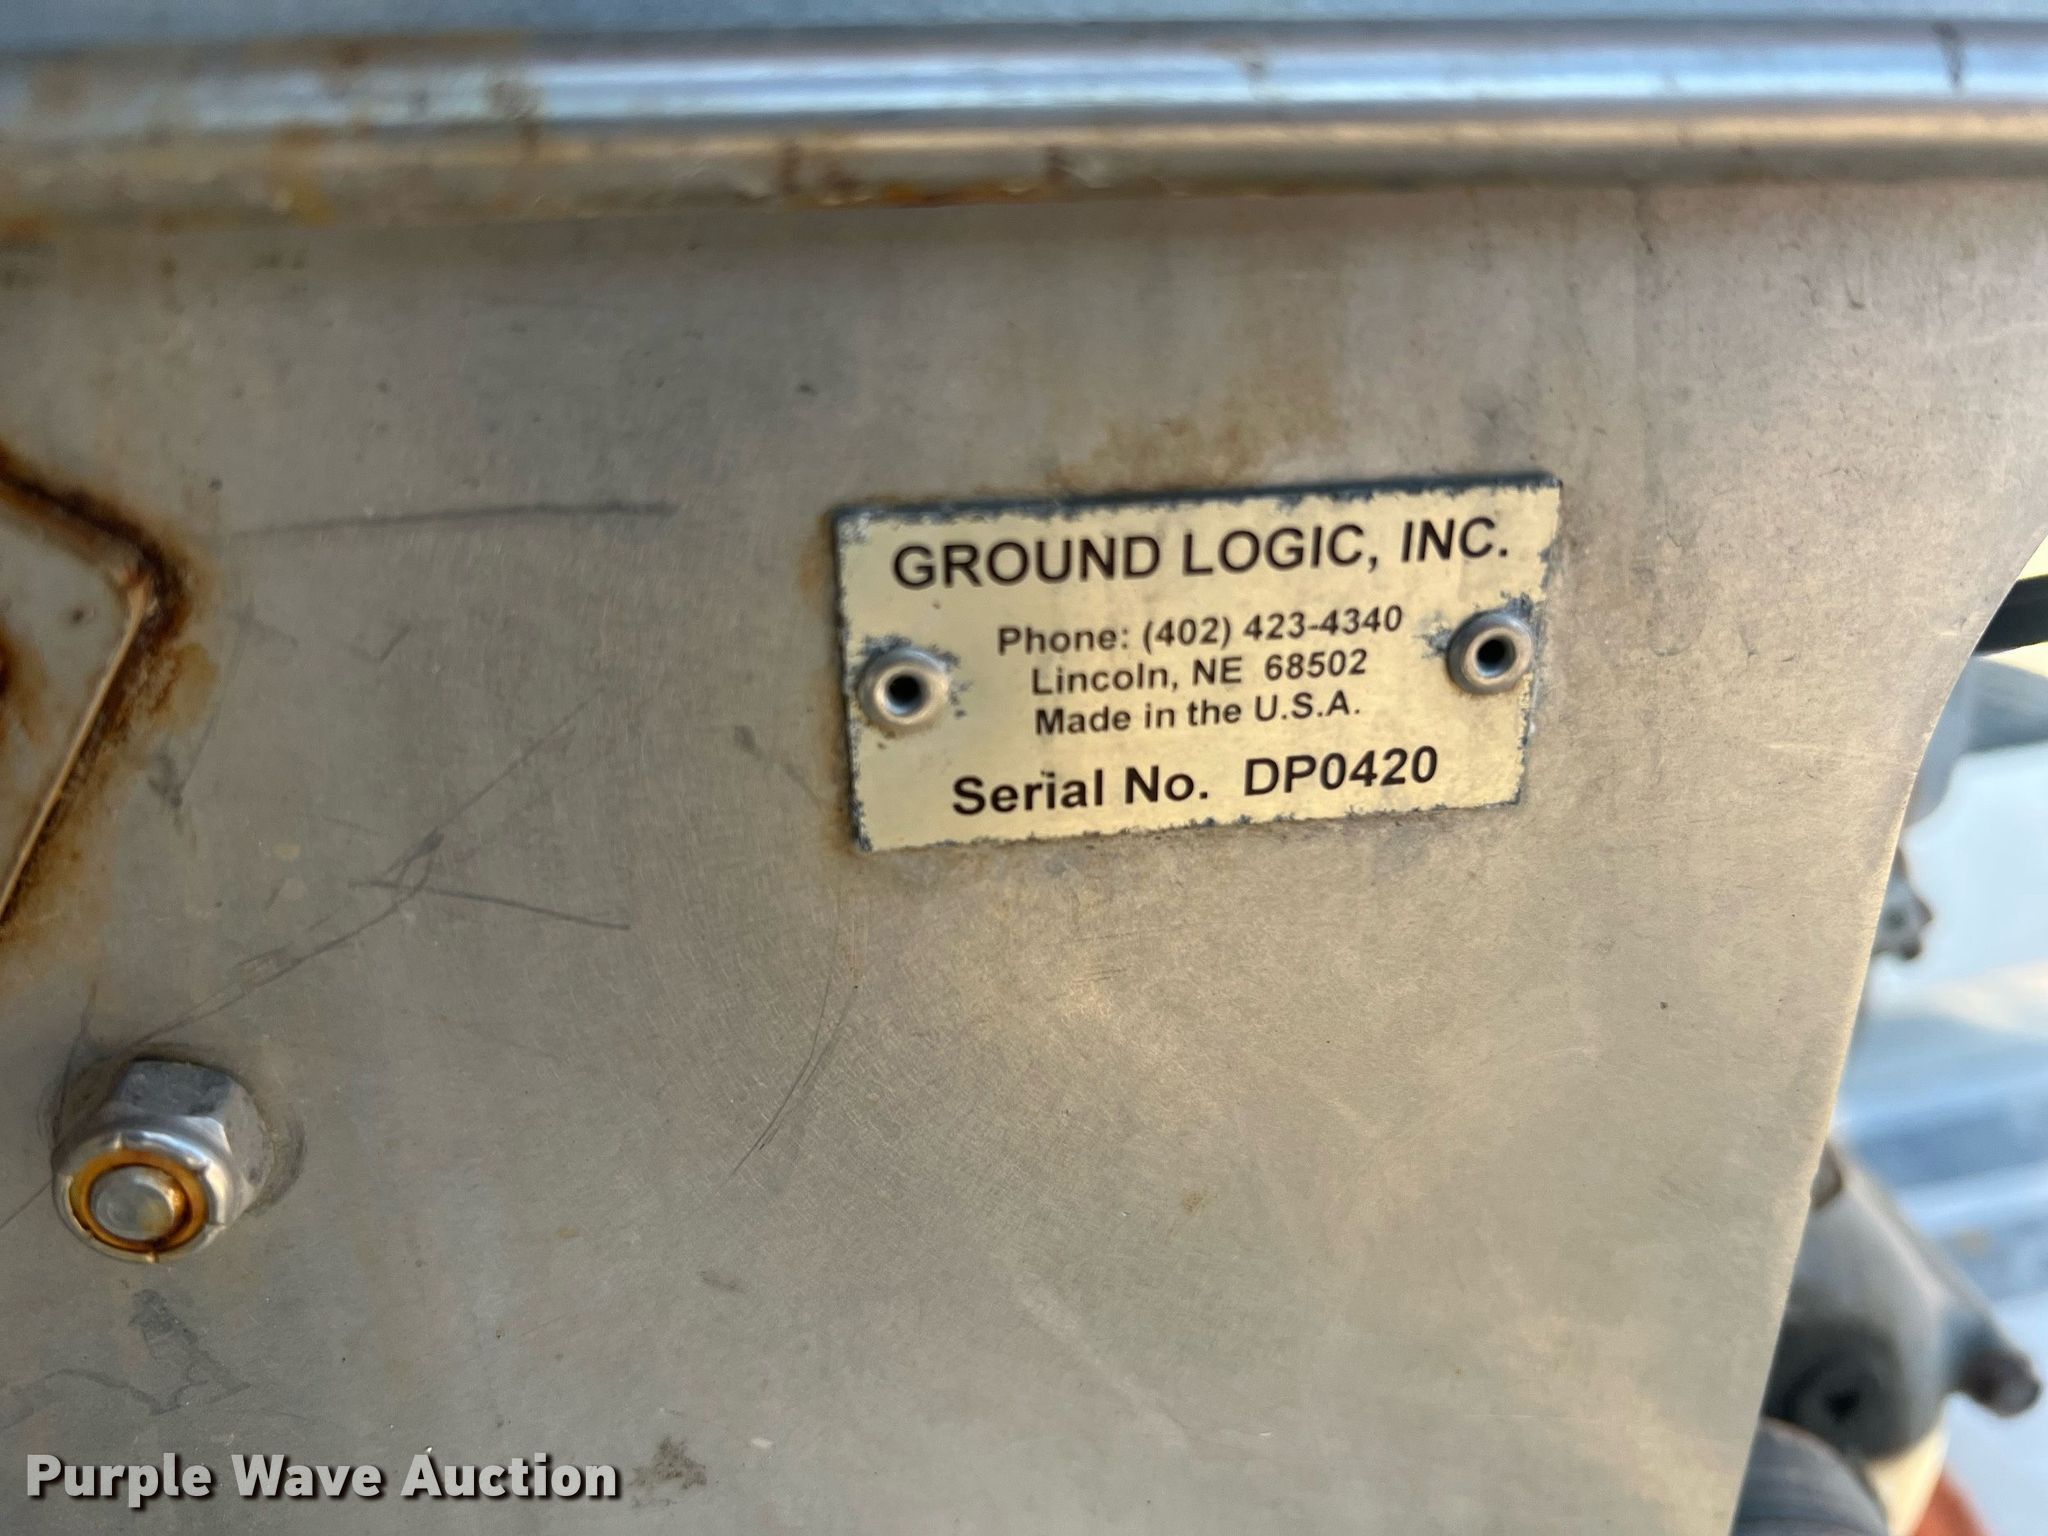 GROUND LOGIC, INC.
Phone: (402) 423-4340
Lincoln, NE 68502
Made in the U.S.A.
Serial No. DP0420
Purple Wave Auction